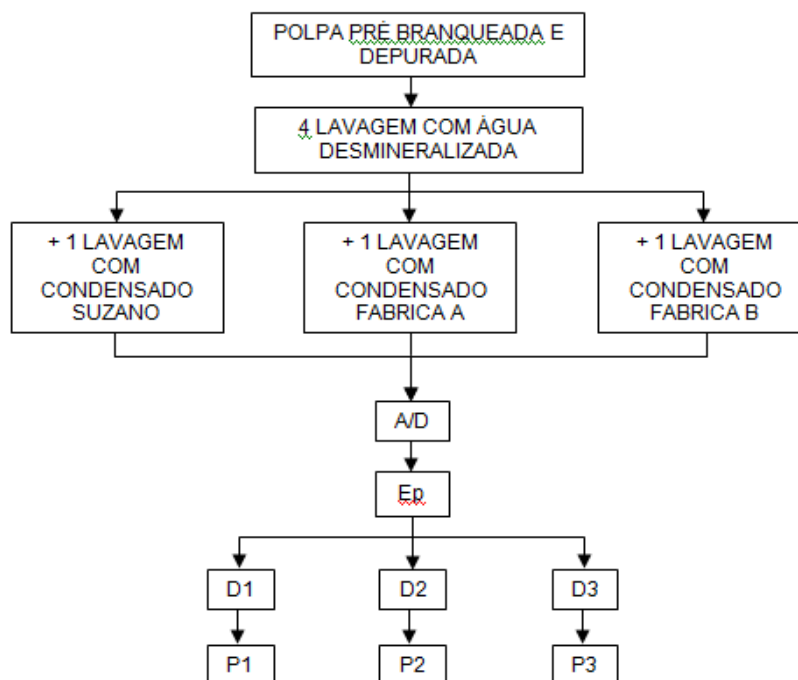 POLPA PRÉ BRANQUEADA E
DEPURADA
4 LAVAGEM COM ÁGUA
DESMINERALIZADA
+ 1 LAVAGEM
COM
CONDENSADO
SUZANO
+ 1 LAVAGEM
COM
CONDENSADO
FABRICA A
+ 1 LAVAGEM
COM
CONDENSADO
FABRICA B
A/D
Ep
D1
D2
D3
P1
P2
P3